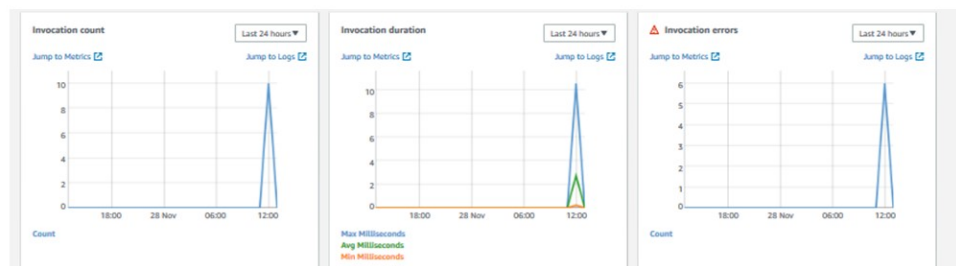 Invocation count
Last 24 hours▼
Jump to Metrics
Jump to Logs
10
8
6
4
2
0
18:00 28 Nov 06:00 12:00
Count
Invocation duration
Last 24 hours▼
Jump to Metrics
Jump to Logs
10
8
6
4
2
0
18:00 28 Nov 06:00 12:00
Max Milliseconds
Avg Milliseconds
Min Milliseconds
Invocation errors
Last 24 hours▼
Jump to Metrics
Jump to Logs
6
5
4
3
2
1
0
18:00 28 Nov 06:00 12:00
Count